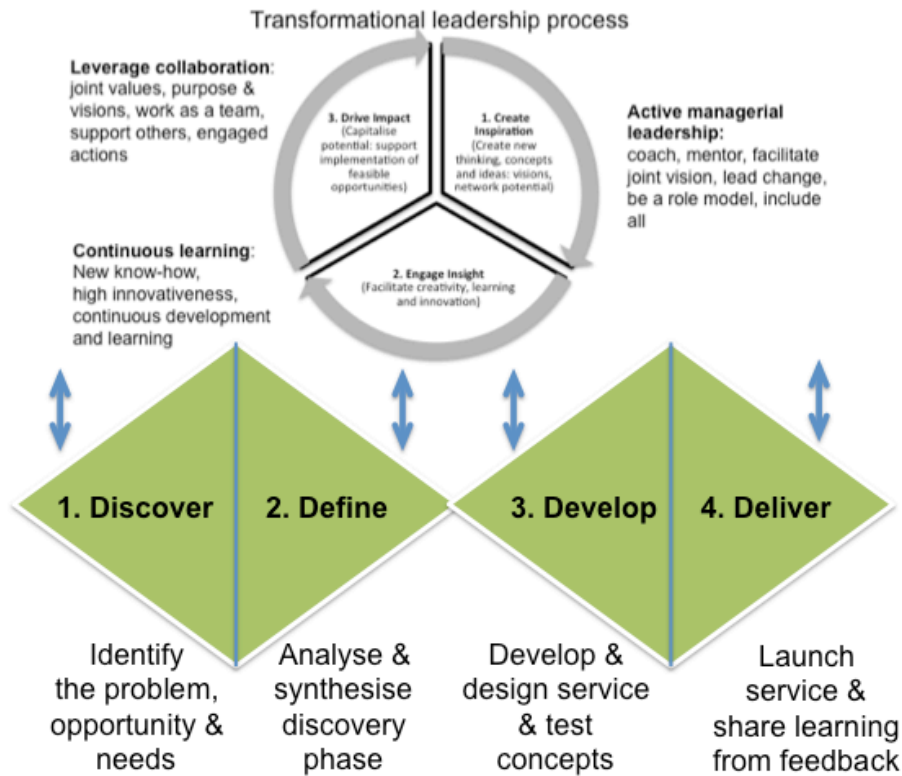 Transformational leadership process
Leverage collaboration:
joint values, purpose &
visions, work as a team,
support others, engaged
actions
3. Drive Impact
(Capitalise
potential: support
implementation of
feasible
opportunities)
1. Create
Inspiration
(Create new
thinking, concepts
and ideas: visions,
network potential)
Active managerial
leadership:
coach, mentor, facilitate
joint vision, lead change,
be a role model, include
all
Continuous learning:
New know-how,
high innovativeness,
continuous development
and learning
2. Engage Insight
(Facilitate creativity, learning
and innovation)
1. Discover
2. Define
3. Develop
4. Deliver
Identify
the problem,
opportunity &
needs
Analyse &
synthesise
discovery
phase
Develop &
design service
& test
concepts
Launch
service &
share learning
from feedback